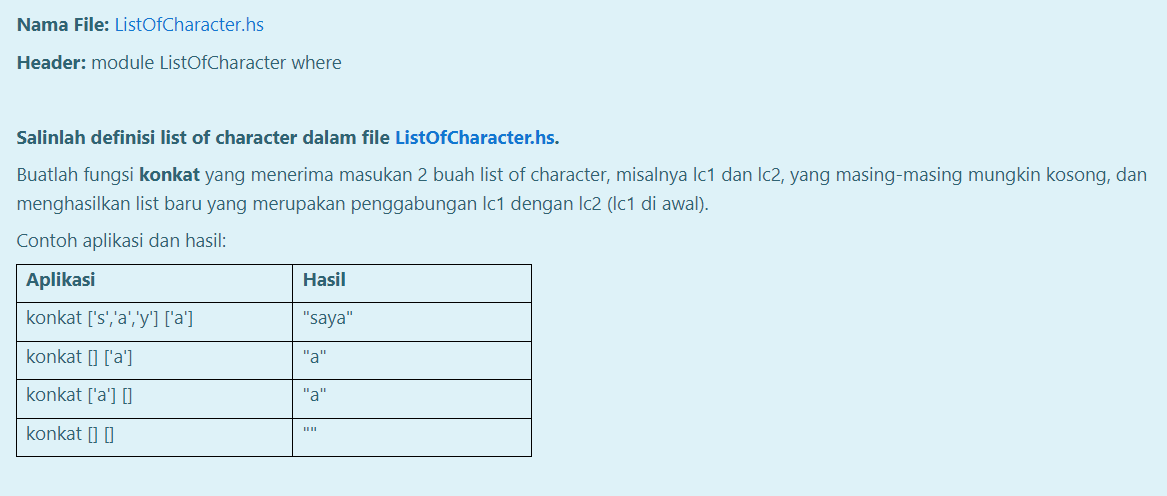 Nama File: ListOfCharacter.hs
Header: module ListOfCharacter where
Salinlah definisi list of character dalam file ListOfCharacter.hs.
Buatlah fungsi konkat yang menerima masukan 2 buah list of character, misalnya lc1 dan lc2, yang masing-masing mungkin kosong, dan
menghasilkan list baru yang merupakan penggabungan lc1 dengan lc2 (lc1 di awal).
Contoh aplikasi dan hasil:
Aplikasi Hasil
konkat ['s','a','y'] ['a'] "saya"
konkat [] ['a'] "a"
konkat ['a'] [] "a"
konkat [] [] ""